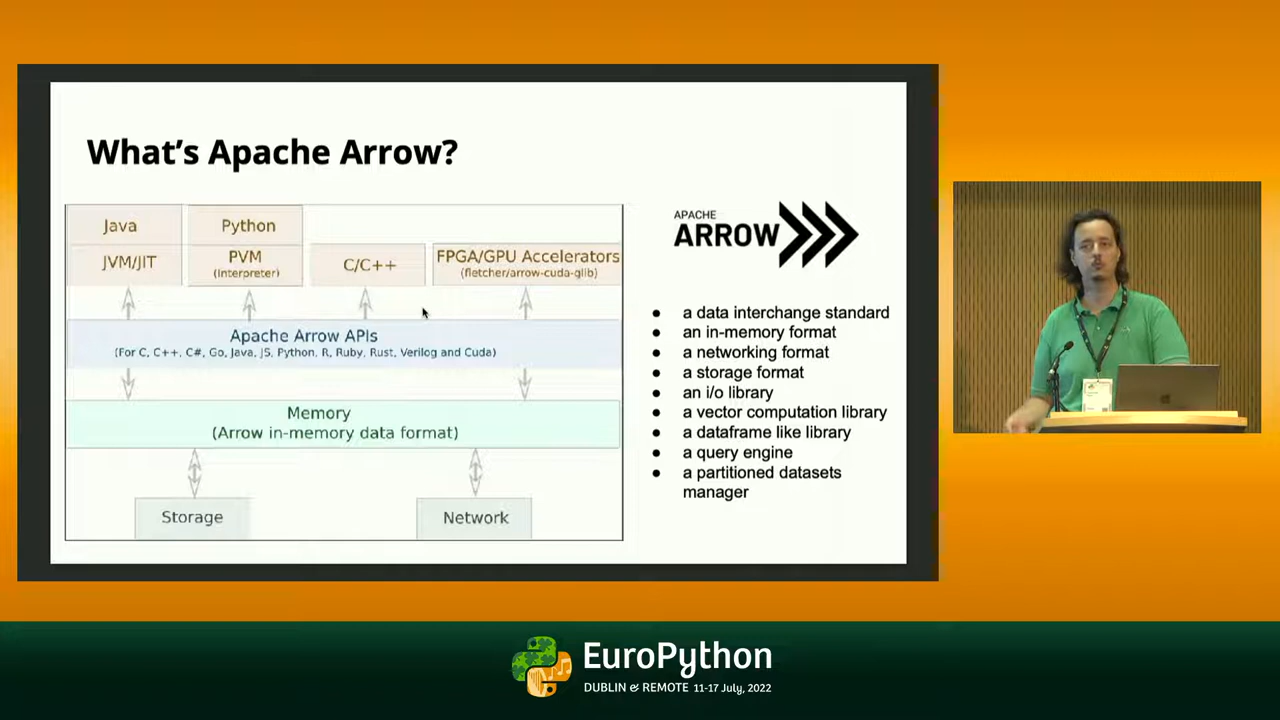 What's Apache Arrow?
Java
Python
JVM/JIT
PVM
(Interpreter)
C/C++
FPGA/GPU Accelerators
(fletcher/arrow-cuda-glib)
Apache Arrow APIs
(For C, C++, C#, Go, Java, JS, Python, R, Ruby, Rust, Verilog and Cuda)
Memory
(Arrow in-memory data format)
Storage
Network
APACHE
ARROW
a data interchange standard
an in-memory format
a networking format
a storage format
an i/o library
a vector computation library
a dataframe like library
a query engine
a partitioned datasets
manager
EuroPython
DUBLIN & REMOTE 11-17 July, 2022